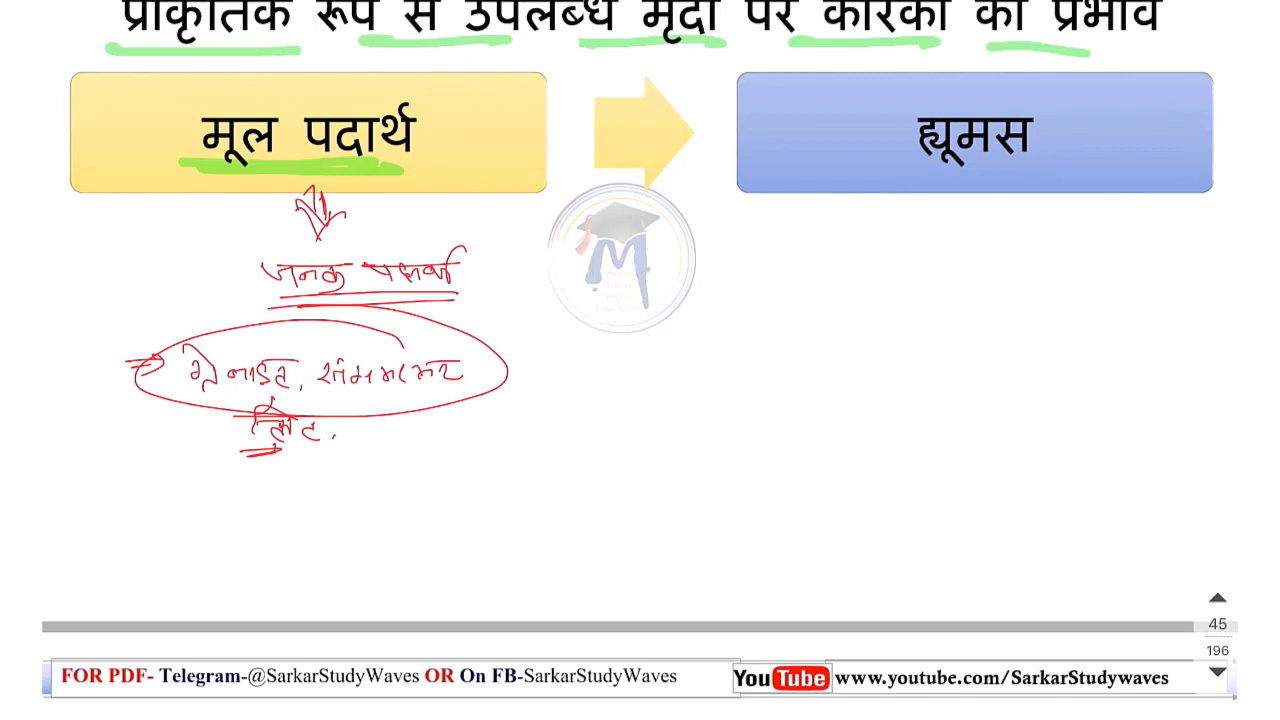 प्राकृतिक रूप से उपलब्ध मृदा पर कारकों का प्रभाव
मूल पदार्थ
ह्यूमस
जनक पदार्थ
ग्रेनाइट, संगमरमर
45
196
FOR PDF- Telegram-@SarkarStudyWaves OR On FB-SarkarStudyWaves
YouTube www.youtube.com/SarkarStudywaves